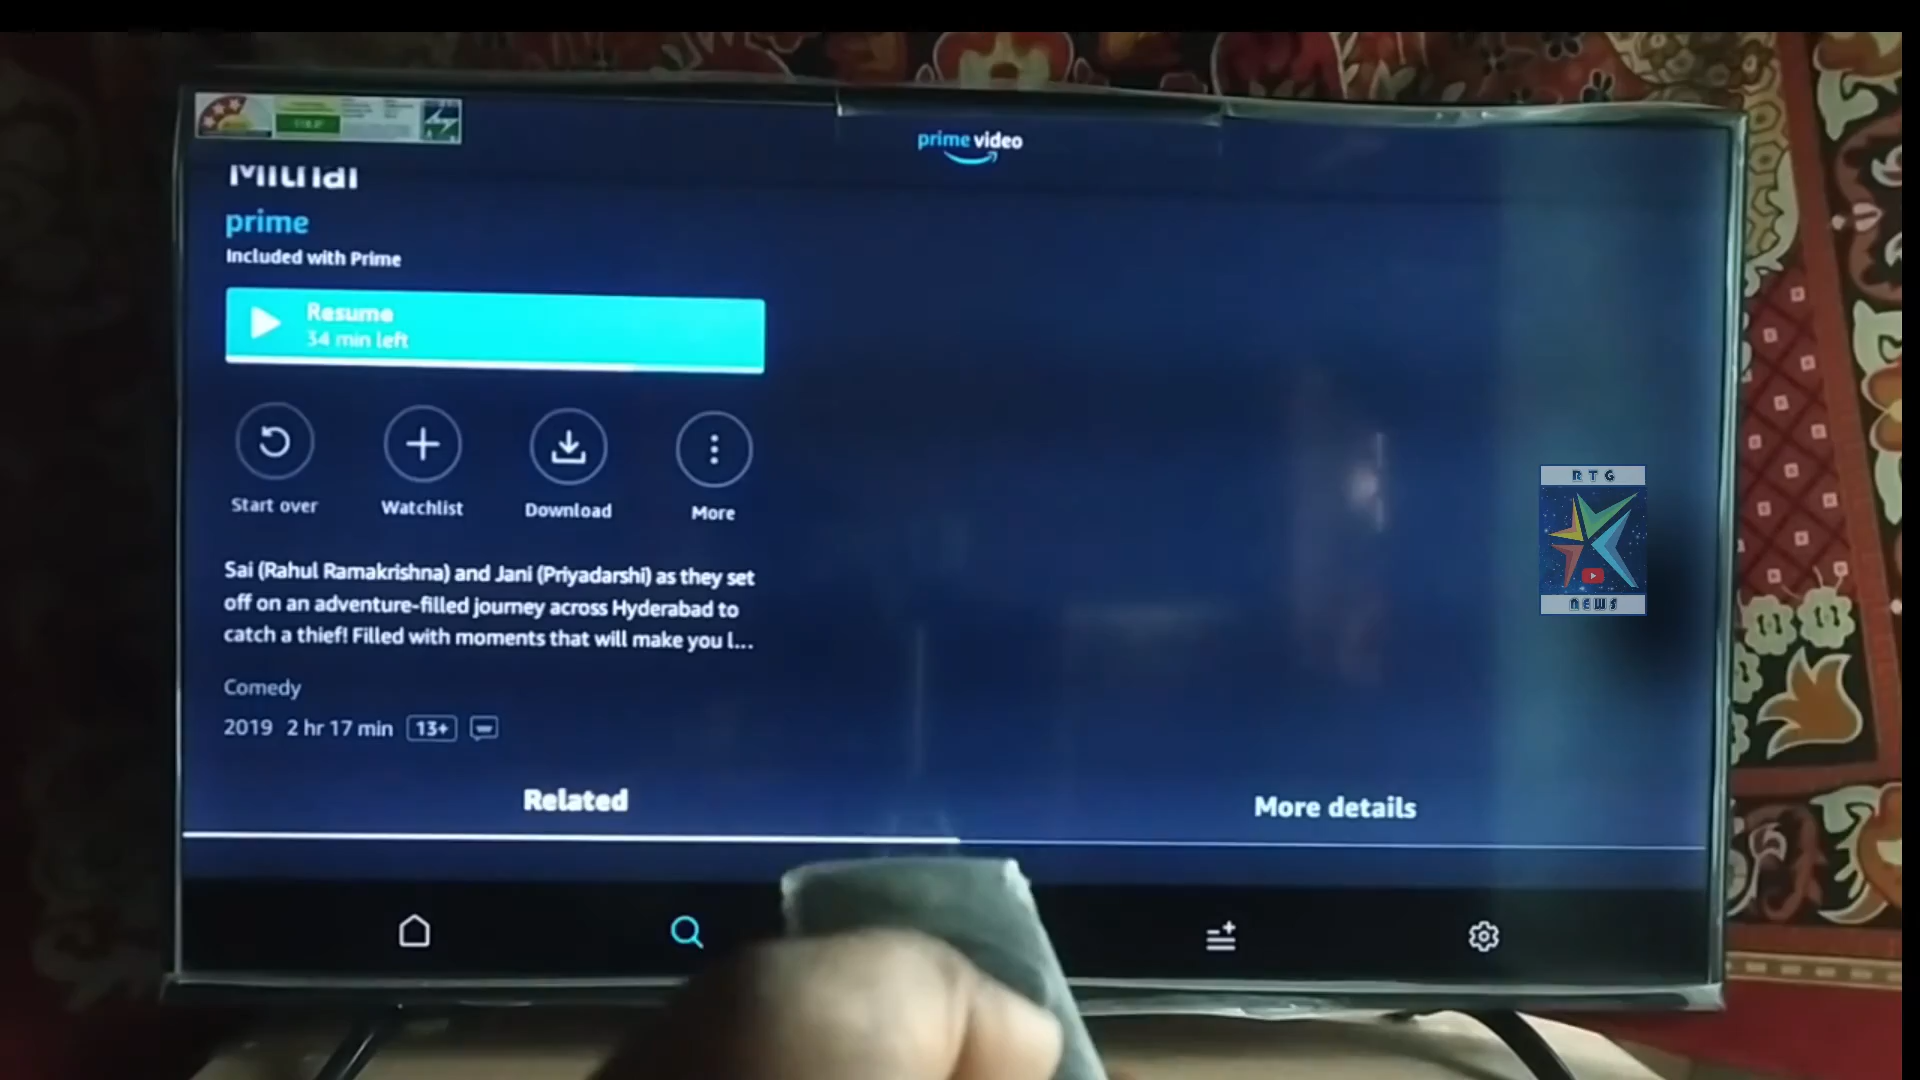 prime video
Mithai
prime
Included with Prime
Resume
34 min left
Start over
Watchlist
Download
More
Sai (Rahul Ramakrishna) and Jani (Priyadarshi) as they set
off on an adventure-filled journey across Hyderabad to
catch a thief! Filled with moments that will make you l...
Comedy
2019 2 hr 17 min 13+
Related
More details
RTG
NEWS